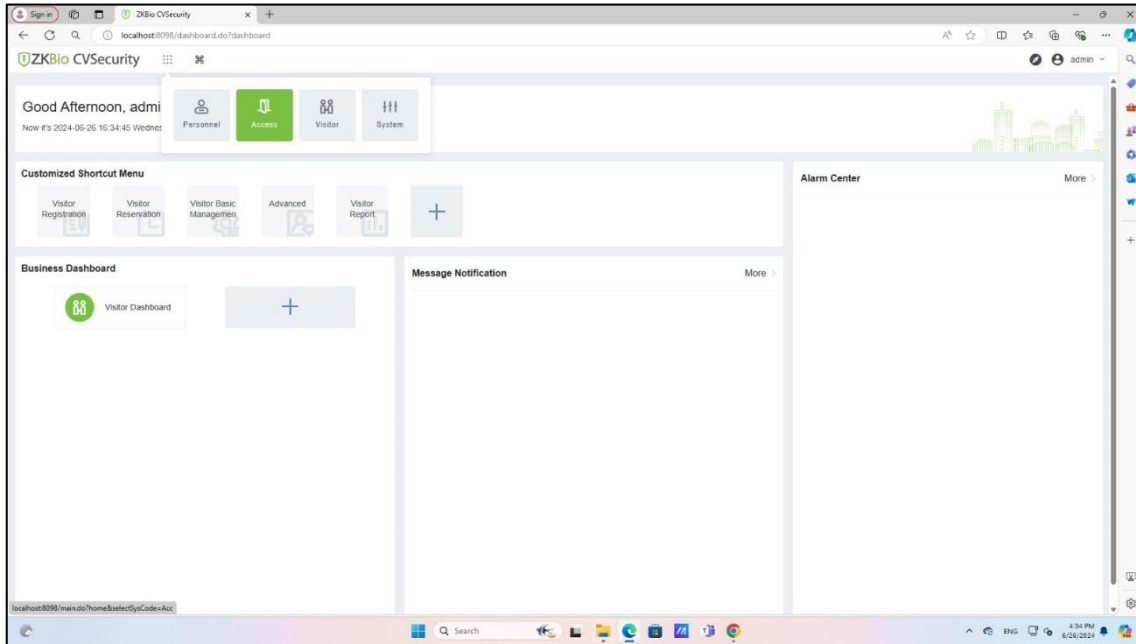 Sign in
ZKBio CVSecurity
localhost:8098/dashboard.do?dashboard
ZKBio CVSecurity
admin
Good Afternoon, admi
Now it's 2024-06-26 16:34:45 Wednes
Personnel
Access
Visitor
System
Customized Shortcut Menu
Visitor
Registration
Visitor
Reservation
Visitor Basic
Managemen
Advanced
Visitor
Report
Alarm Center
More
Business Dashboard
Visitor Dashboard
Message Notification
More
localhost:8098/main.do?home&selectSysCode=Acc
Search
ENG
4:34 PM
6/26/2024